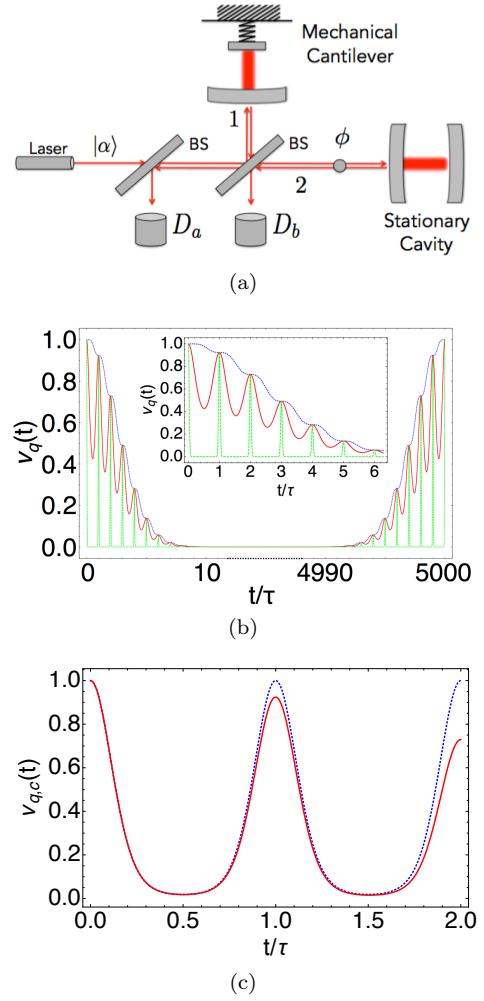 Mechanical
Cantilever
1
Laser
|α⟩
BS
BS
ϕ
2
D_a
D_b
Stationary
Cavity
(a)
1.0
0.8
0.6
0.4
0.2
0.0
ν_q(t)
0
10
4990
5000
t/τ
1.0
0.8
0.6
0.4
0.2
0.0
ν_q(t)
0 1 2 3 4 5 6
t/τ
(b)
1.0
0.8
0.6
0.4
0.2
0.0
ν_{q,c}(t)
0.0 0.5 1.0 1.5 2.0
t/τ
(c)